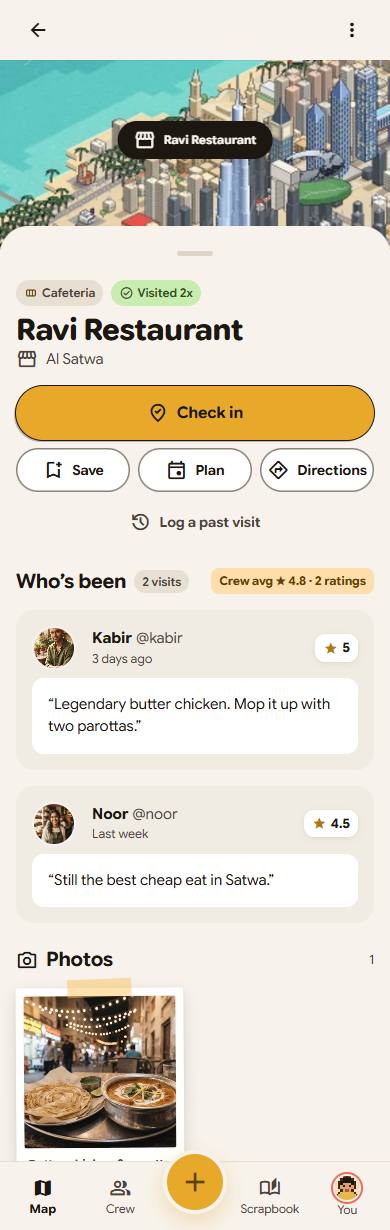 Ravi Restaurant
Cafeteria
Visited 2x
Ravi Restaurant
Al Satwa
Check in
Save
Plan
Directions
Log a past visit
Who’s been
2 visits
Crew avg ★ 4.8 · 2 ratings
Kabir @kabir
3 days ago
★ 5
“Legendary butter chicken. Mop it up with
two parottas.”
Noor @noor
Last week
★ 4.5
“Still the best cheap eat in Satwa.”
Photos
1
Map
Crew
Scrapbook
You